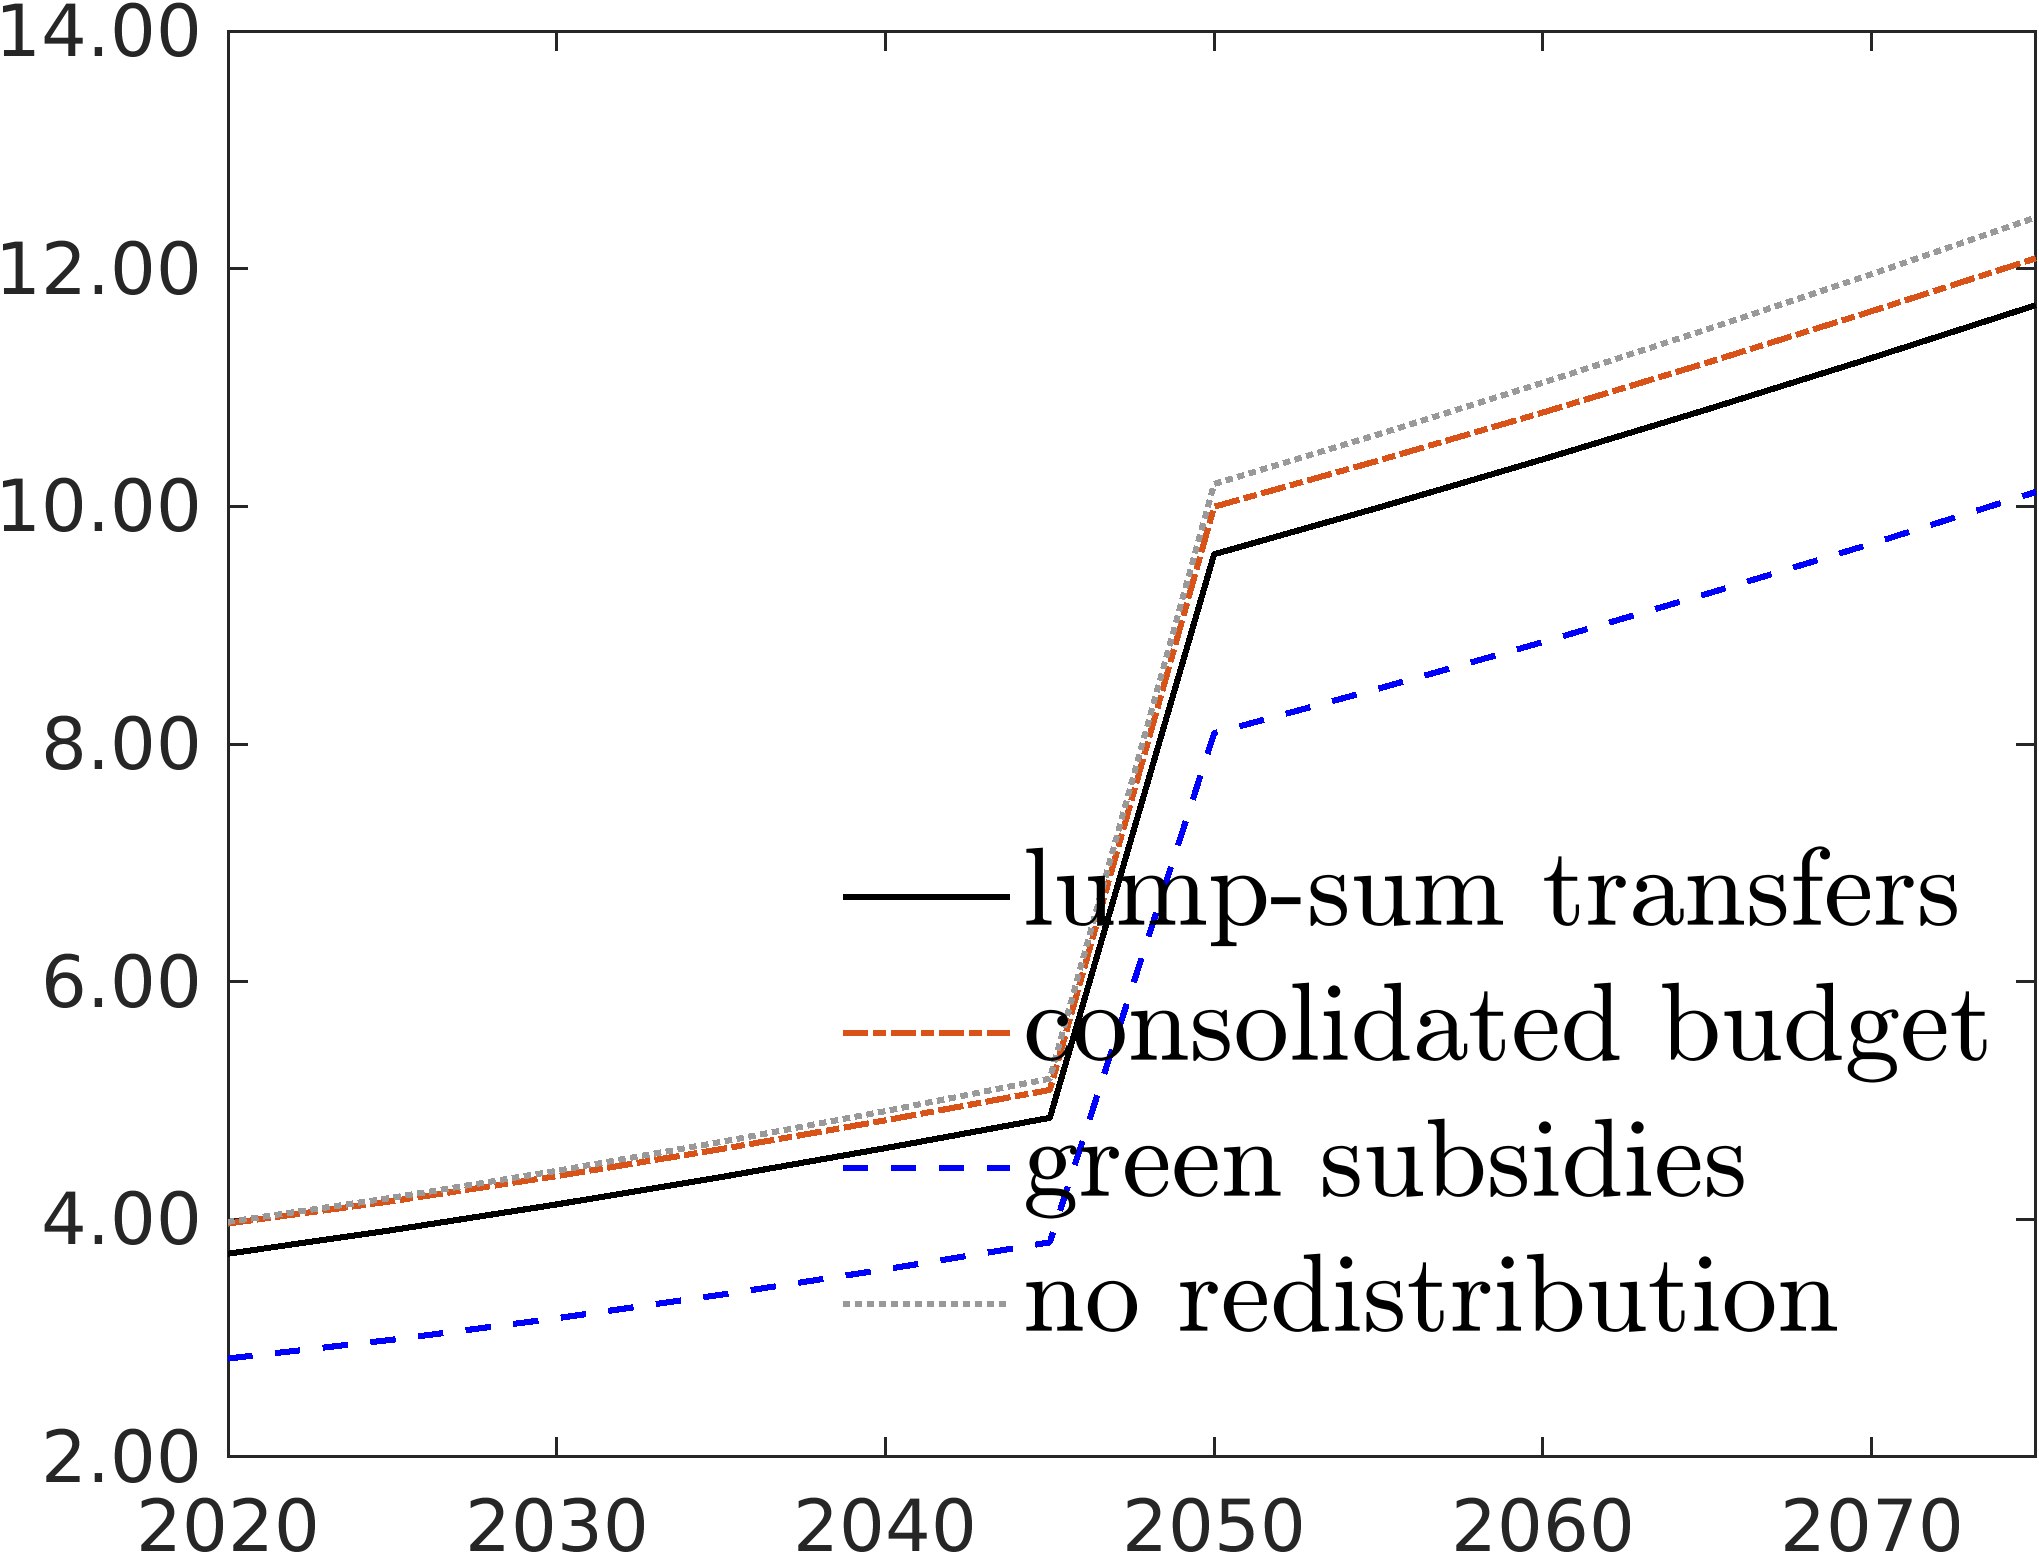 14.00
12.00
10.00
8.00
6.00
4.00
2.00
lump-sum transfers
consolidated budget
green subsidies
no redistribution
2020 2030 2040 2050 2060 2070